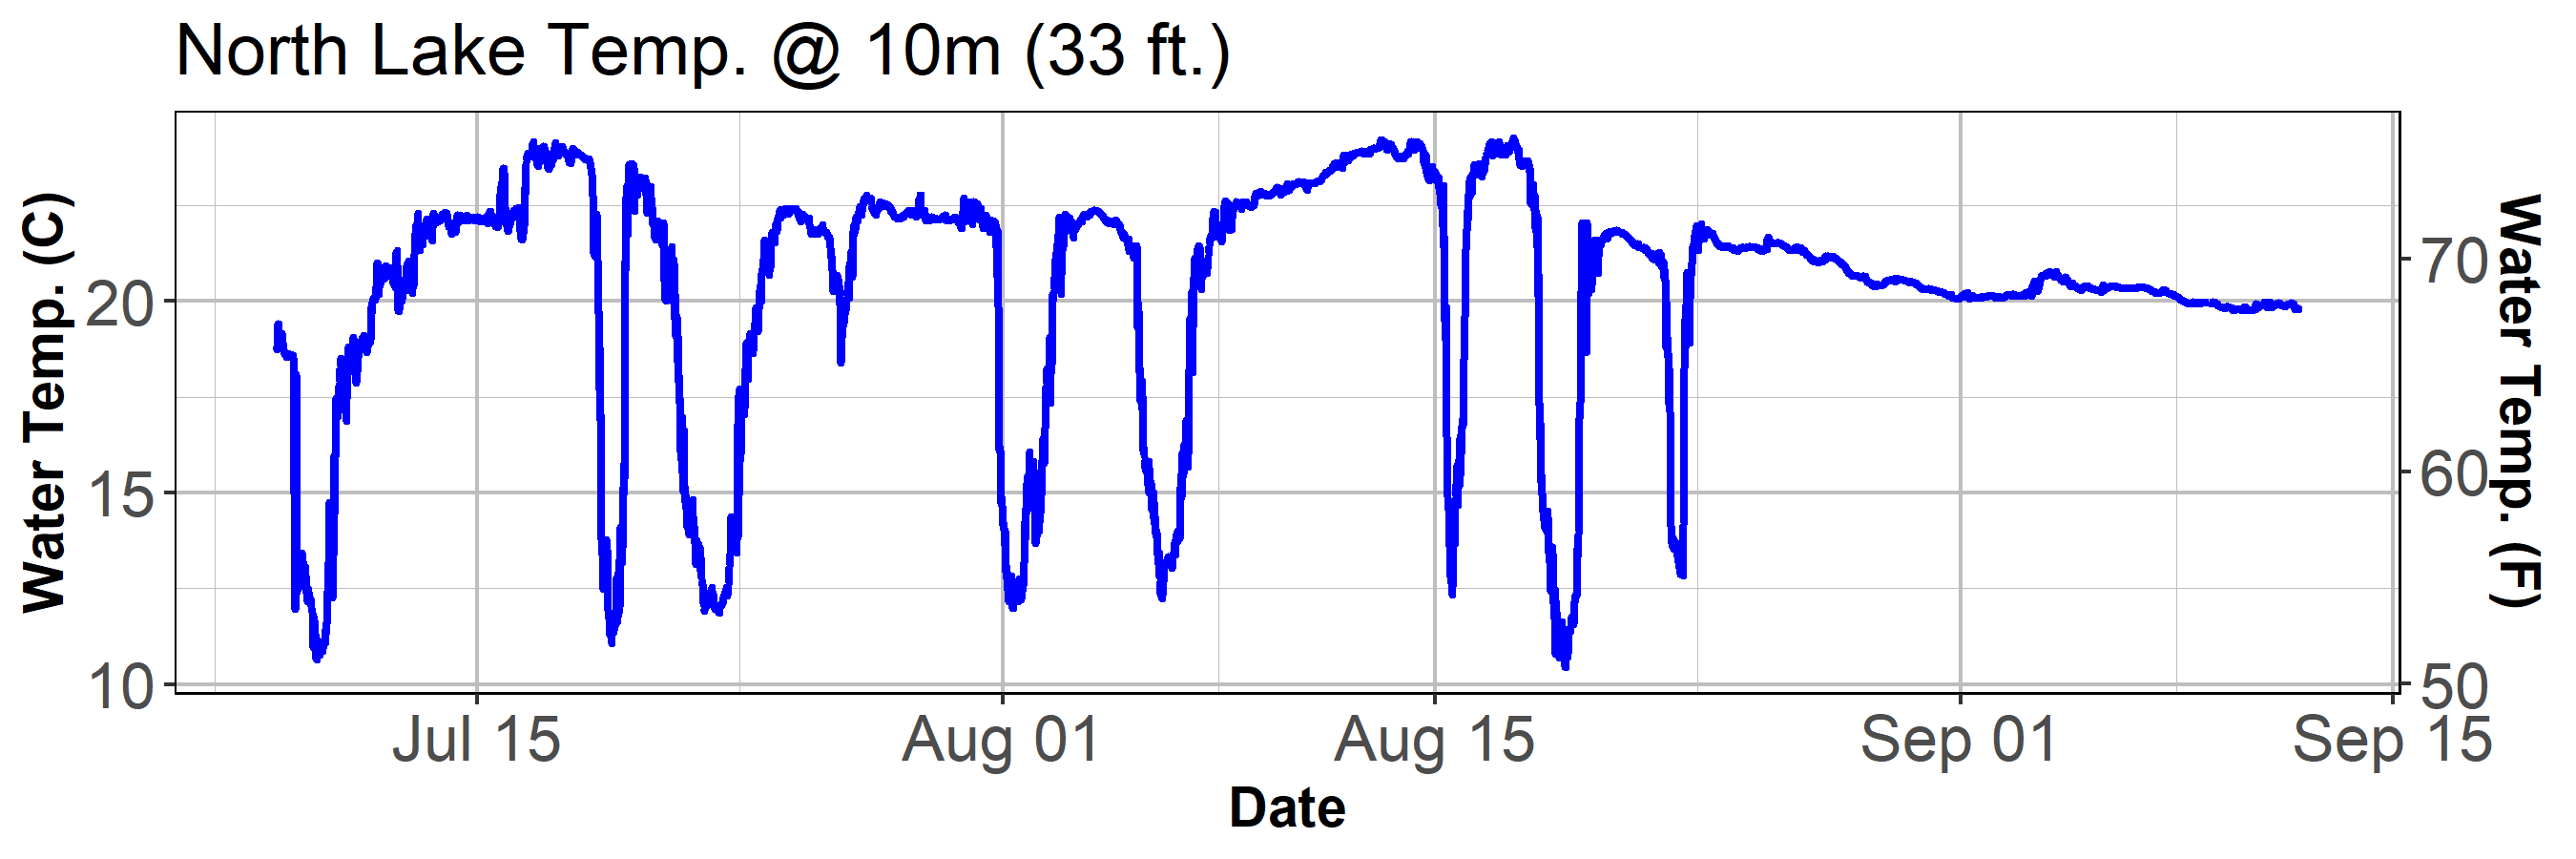 North Lake Temp. @ 10m (33 ft.)
Water Temp. (C)
20
15
10
Water Temp. (F)
70
60
50
Jul 15
Aug 01
Aug 15
Sep 01
Sep 15
Date